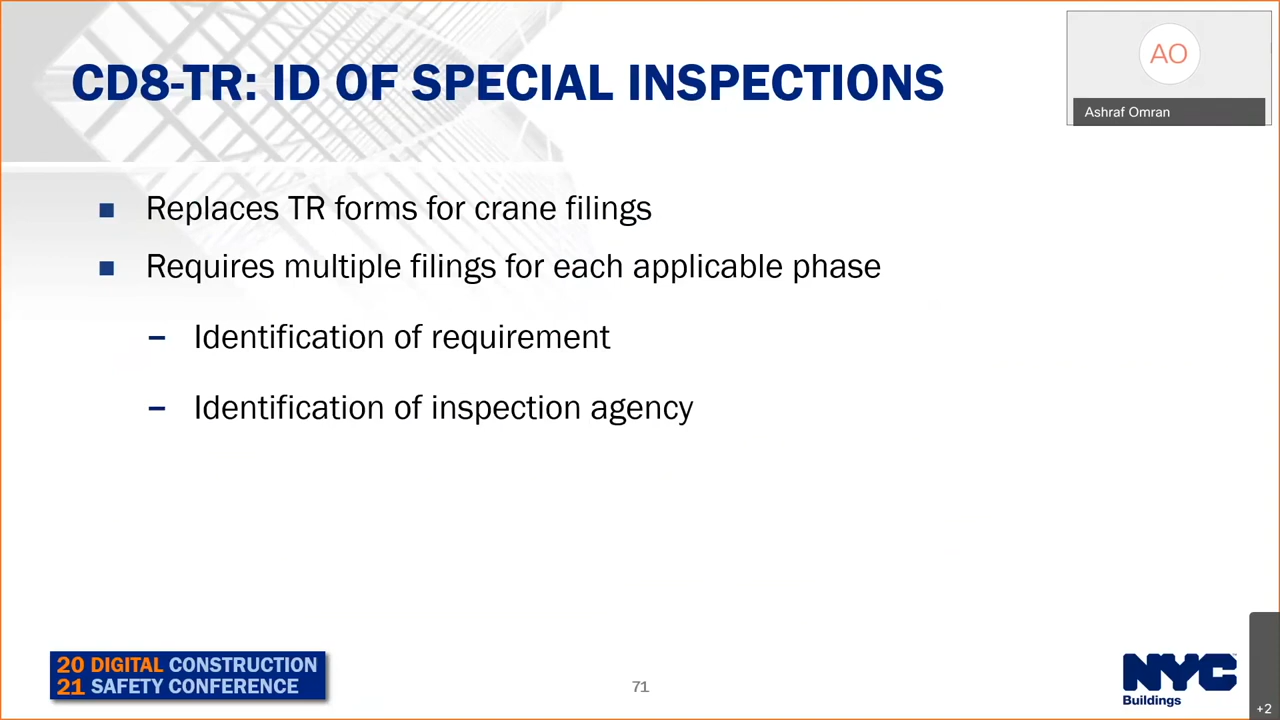 CD8-TR: ID OF SPECIAL INSPECTIONS
AO
Ashraf Omran
Replaces TR forms for crane filings
Requires multiple filings for each applicable phase
– Identification of requirement
– Identification of inspection agency
20 DIGITAL CONSTRUCTION
21 SAFETY CONFERENCE
71
NYC
Buildings
+2